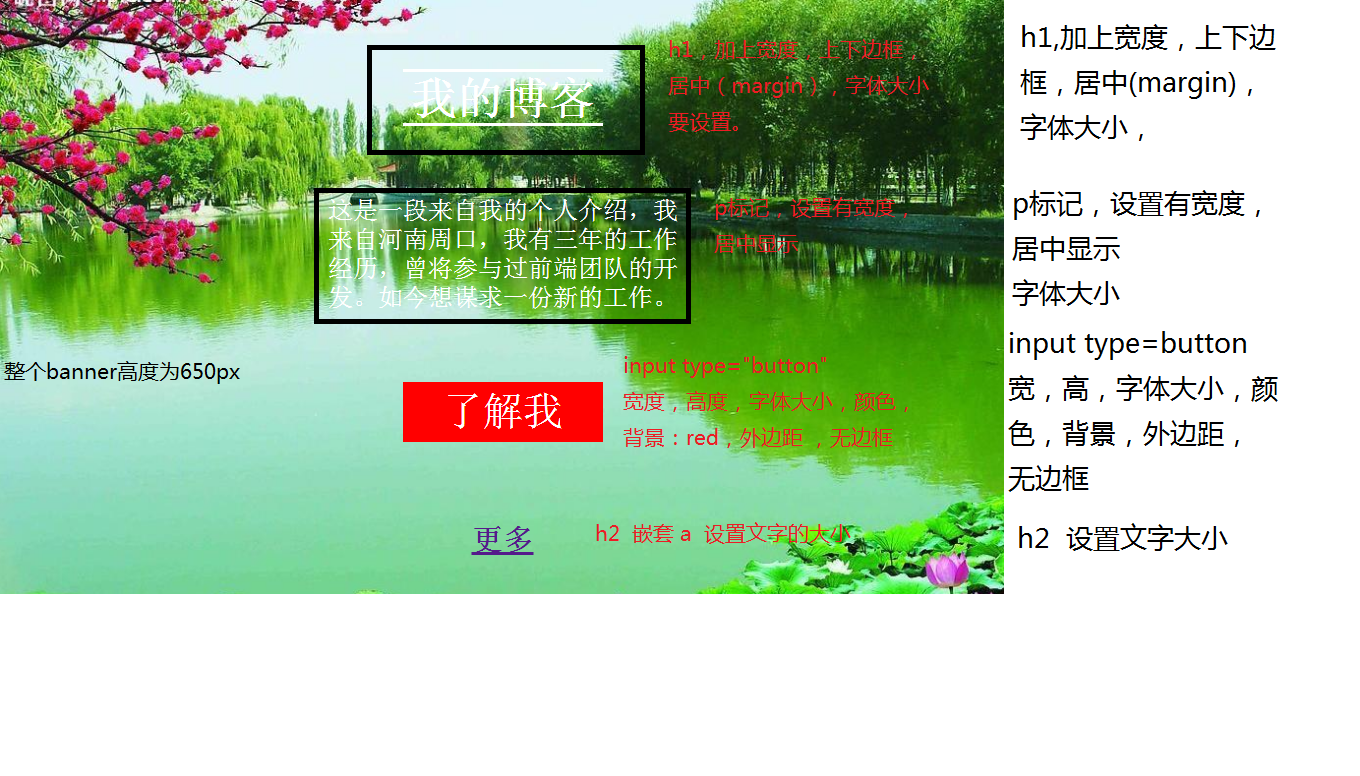 我的博客
h1，加上宽度，上下边框，
居中（margin），字体大小
要设置。
h1,加上宽度，上下边
框，居中(margin)，
字体大小，
这是一段来自我的个人介绍，我
来自河南周口，我有三年的工作
经历，曾将参与过前端团队的开
发。如今想谋求一份新的工作。
p标记，设置有宽度，
居中显示
p标记，设置有宽度，
居中显示
字体大小
整个banner高度为650px
了解我
input type="button"
宽度，高度，字体大小，颜色，
背景：red，外边距 ，无边框
input type=button
宽，高，字体大小，颜
色，背景，外边距，
无边框
更多
h2 嵌套 a 设置文字的大小
h2 设置文字大小